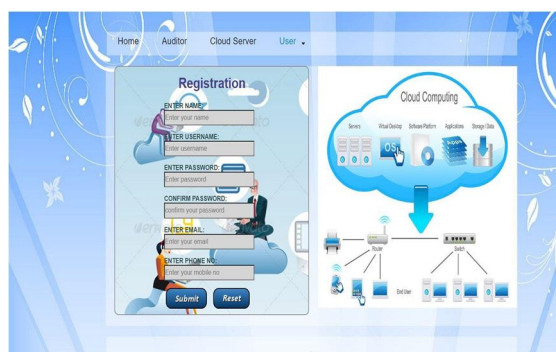 Home Auditor Cloud Server User
Registration
ENTER NAME:
Enter your name
ENTER USERNAME:
Enter username
ENTER PASSWORD:
Enter password
CONFIRM PASSWORD:
confirm your password
ENTER EMAIL:
Enter your email
ENTER PHONE NO:
Enter your mobile no
Submit Reset
Cloud Computing
Servers Virtual Desktop Software Platform Applications Storage / Data
OS
Router Switch
End User